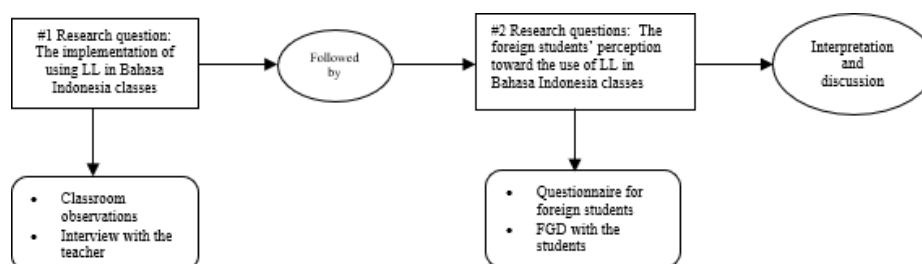 #1 Research question:
The implementation of
using LL in Bahasa
Indonesia classes
Followed
by
#2 Research questions: The
foreign students’ perception
toward the use of LL in
Bahasa Indonesia classes
Interpretation
and
discussion
• Classroom
observations
• Interview with the
teacher
• Questionnaire for
foreign students
• FGD with the
students